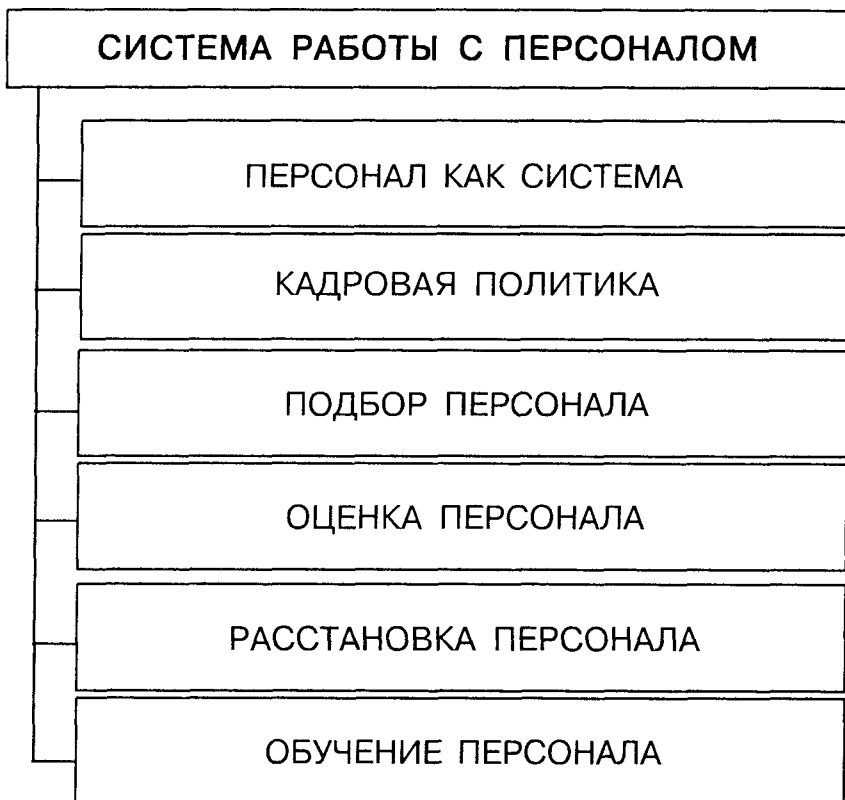 СИСТЕМА РАБОТЫ С ПЕРСОНАЛОМ
ПЕРСОНАЛ КАК СИСТЕМА
КАДРОВАЯ ПОЛИТИКА
ПОДБОР ПЕРСОНАЛА
ОЦЕНКА ПЕРСОНАЛА
РАССТАНОВКА ПЕРСОНАЛА
ОБУЧЕНИЕ ПЕРСОНАЛА